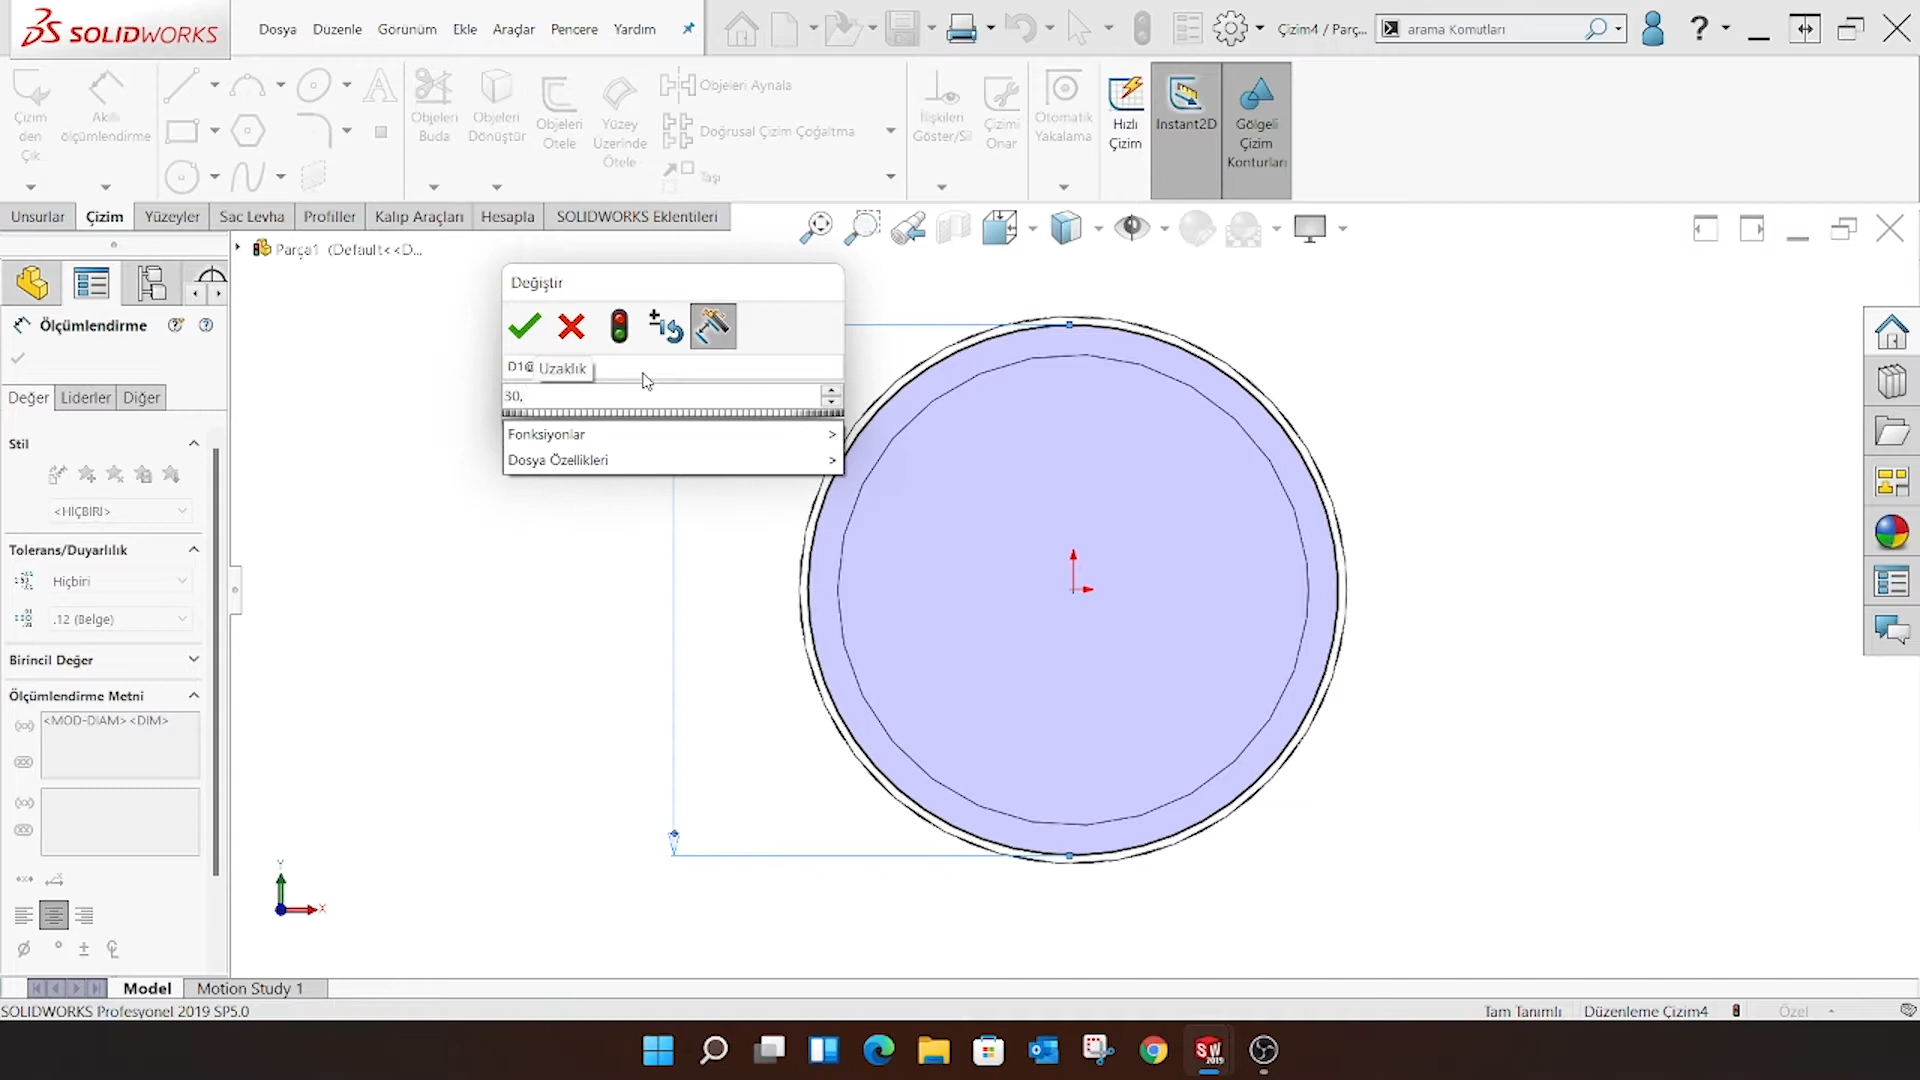 SOLIDWORKS
Dosya Düzenle Görünüm Ekle Araçlar Pencere Yardım
Çizim4 / Parç...
arama Komutları
?
Çizim
den
Çık
Akıllı
ölçümlendirme
Objeleri
Buda
Objeleri
Dönüştür
Objeleri
Ötele
Yüzey
Üzerinde
Ötele
Objeleri Aynala
Doğrusal Çizim Çoğaltma
Taşı
İlişkileri
Göster/Sil
Çizimi
Onar
Otomatik
Yakalama
Hızlı
Çizim
Instant2D
Gölgeli
Çizim
Konturları
Unsurlar Çizim Yüzeyler Sac Levha Profiller Kalıp Araçları Hesapla SOLIDWORKS Eklentileri
Parça1 (Default<<D...
Ölçümlendirme
Değer Liderler Diğer
Stil
<HİÇBİRİ>
Tolerans/Duyarlılık
Hiçbiri
.12 (Belge)
Birincil Değer
Ölçümlendirme Metni
<MOD-DIAM><DIM>
Değiştir
D1@
Uzaklık
30,
Fonksiyonlar >
Dosya Özellikleri >
Y
X
Model Motion Study 1
SOLIDWORKS Profesyonel 2019 SP5.0
Tam Tanımlı Düzenleme Çizim4 Özel
SW
2019